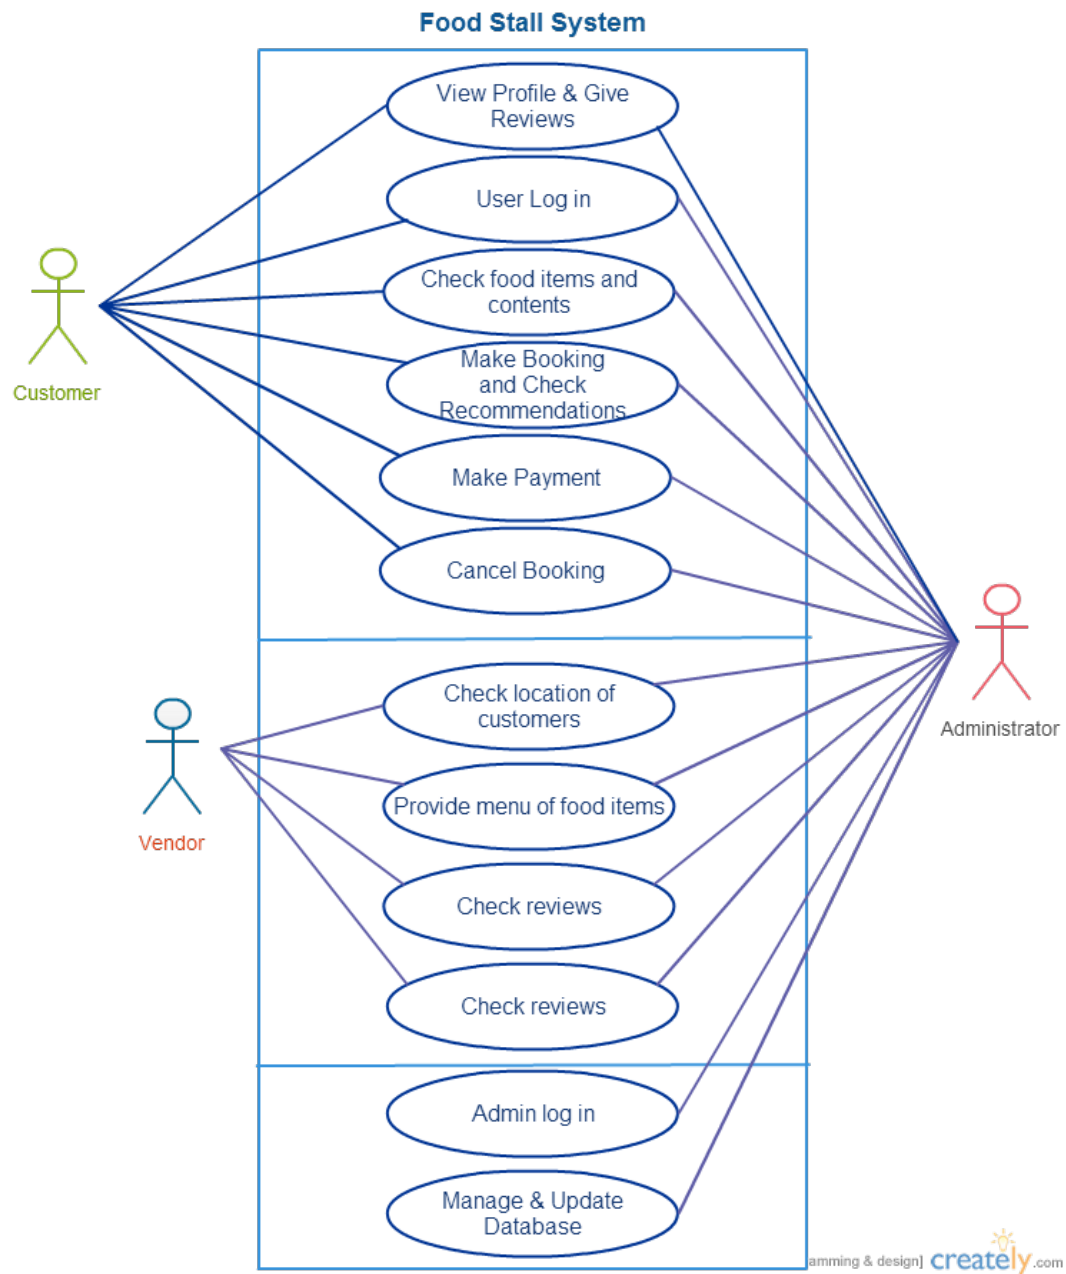 Food Stall System
View Profile & Give
Reviews
User Log in
Check food items and
contents
Make Booking
and Check
Recommendations
Make Payment
Cancel Booking
Customer
Check location of
customers
Provide menu of food items
Check reviews
Check reviews
Vendor
Administrator
Admin log in
Manage & Update
Database
amming & design] creately.com